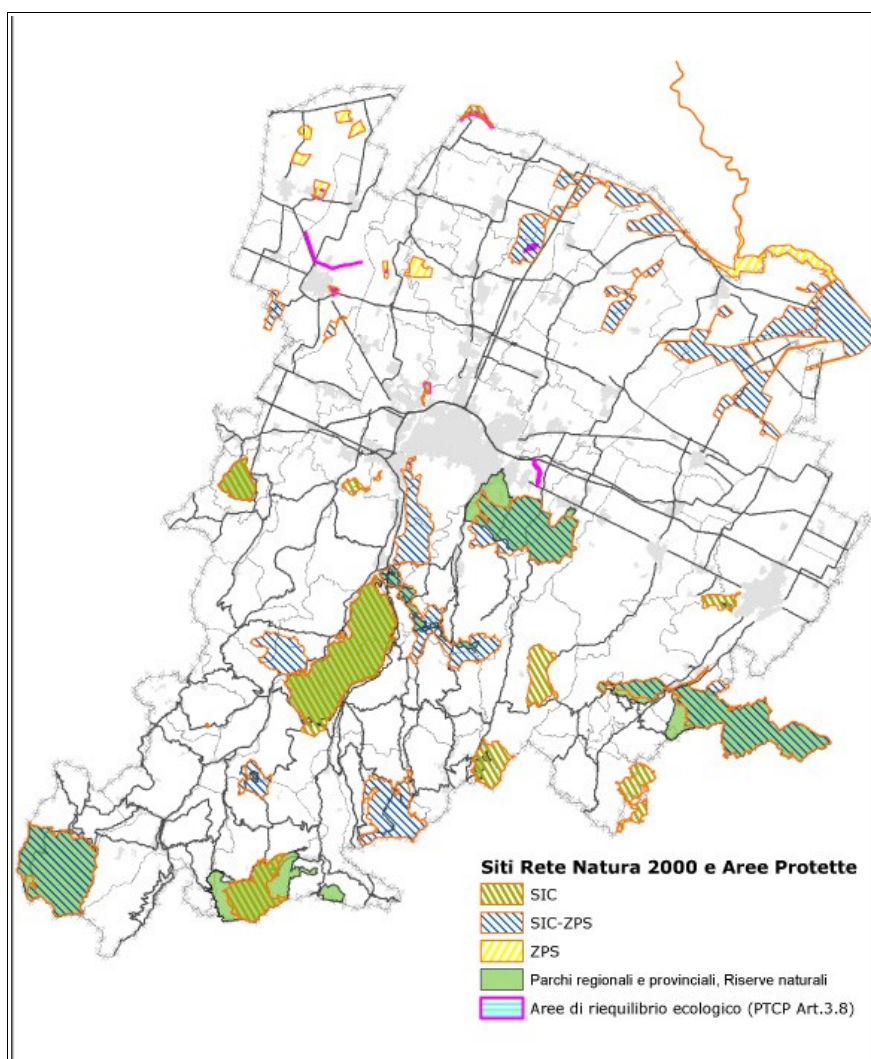 Siti Rete Natura 2000 e Aree Protette
SIC
SIC-ZPS
ZPS
Parchi regionali e provinciali, Riserve naturali
Aree di riequilibrio ecologico (PTCP Art.3.8)